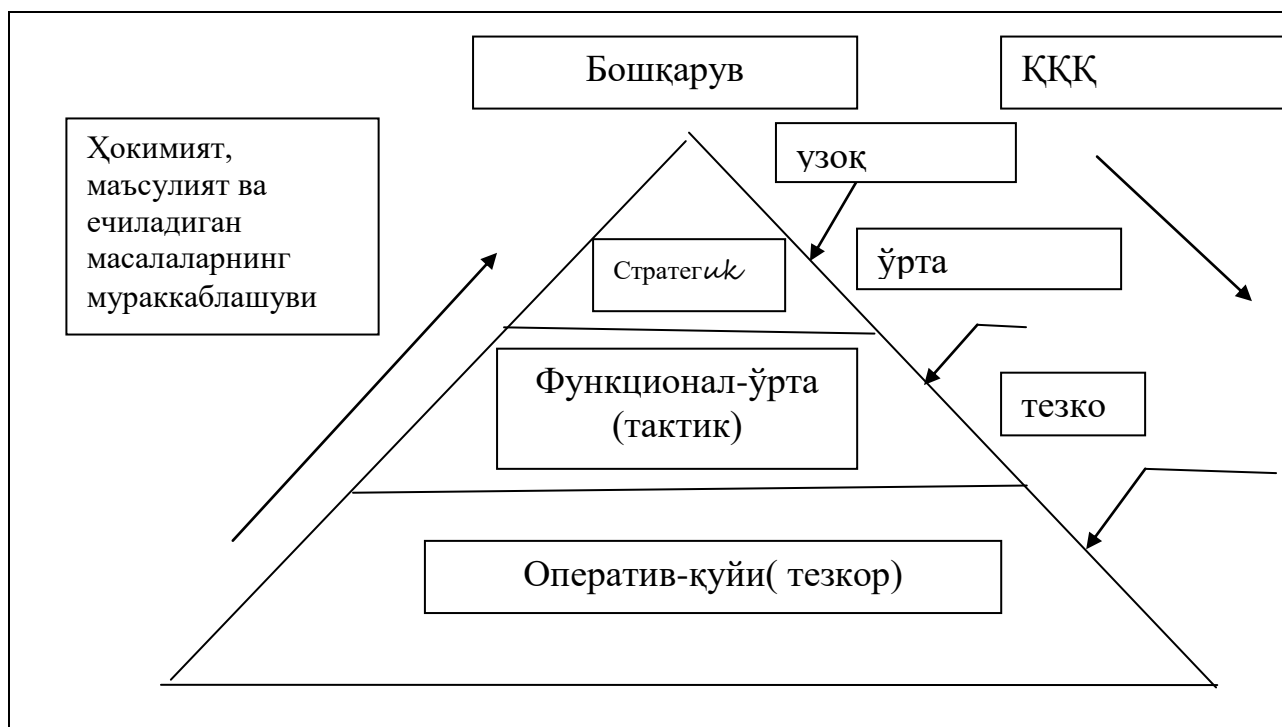 Бошқарув
ҚҚҚ
Ҳокимият,
маъсулият ва
ечиладиган
масалаларнинг
мураккаблашуви
узоқ
ўрта
Стратегик
Функционал-ўрта
(тактик)
тезко
Оператив-қуйи( тезкор)